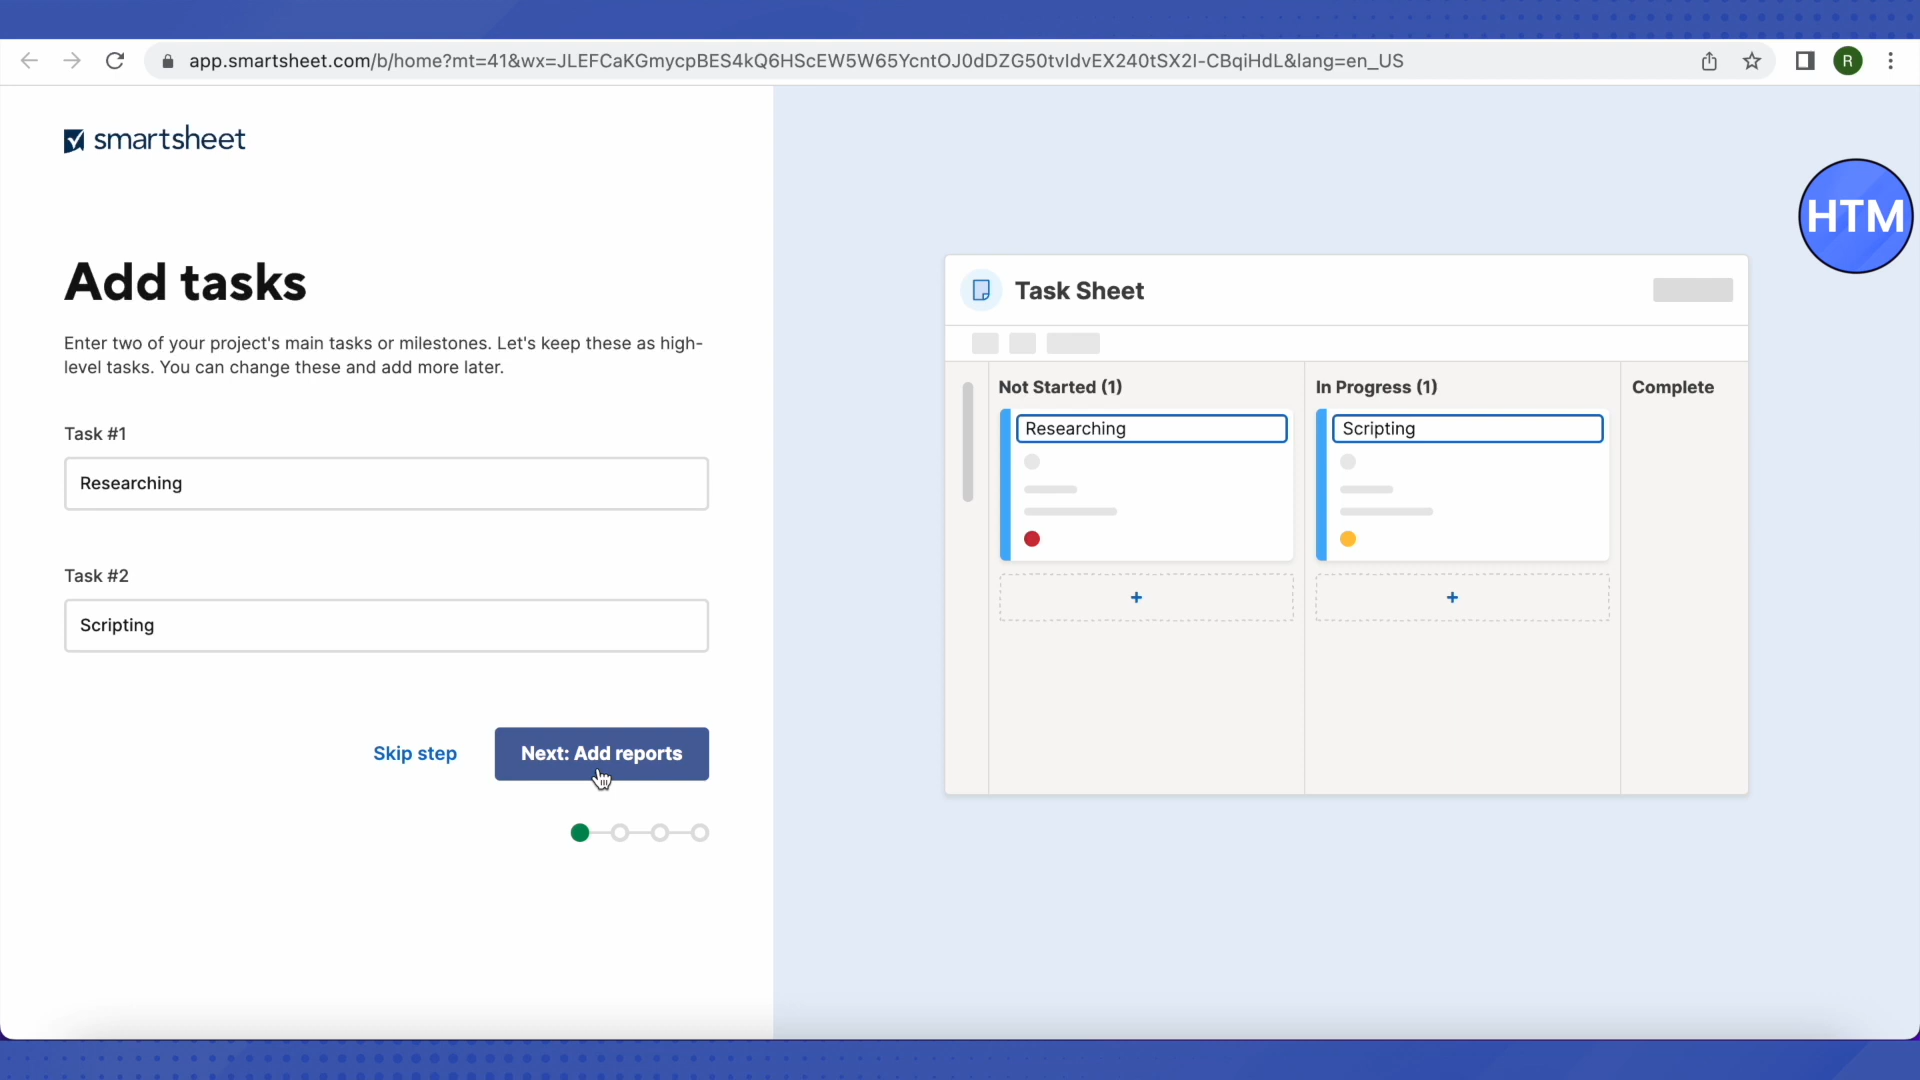 app.smartsheet.com/b/home?mt=41&wx=JLEFCaKGmycpBES4kQ6HScEW5W65YcntOJ0dDZG50tvIdvEX240tSX2I-CBqiHdL&lang=en_US
R
smartsheet
HTM
Add tasks
Enter two of your project's main tasks or milestones. Let's keep these as high-
level tasks. You can change these and add more later.
Task #1
Researching
Task #2
Scripting
Skip step
Next: Add reports
Task Sheet
Not Started (1)
In Progress (1)
Complete
Researching
Scripting
+
+